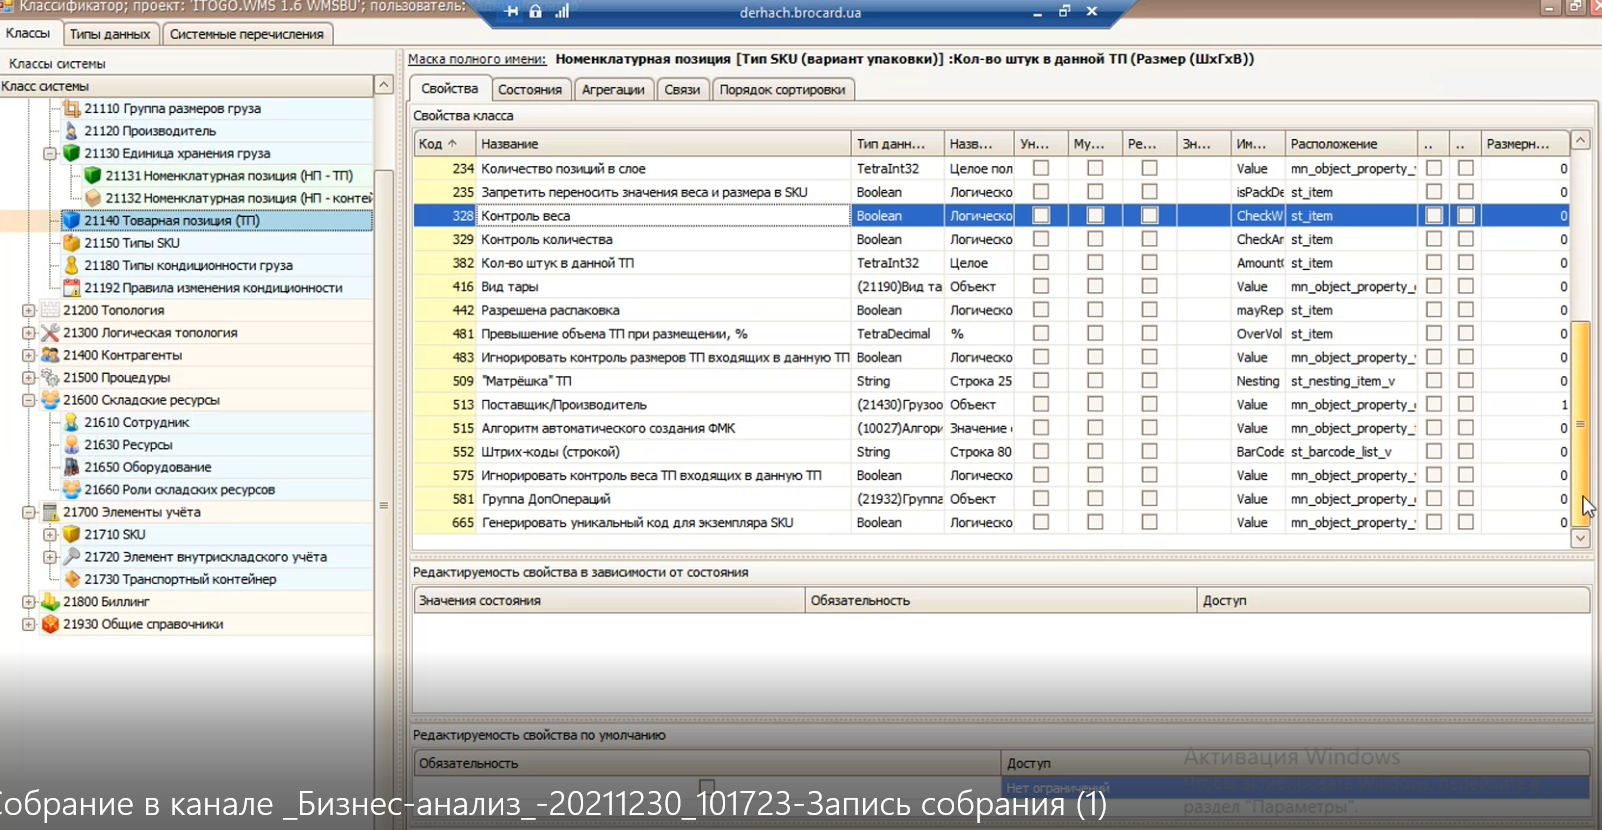 Классификатор; проект: 'ITOGO.WMS 1.6 WMSBU'; пользователь:
derhach.brocard.ua
Классы
Типы данных
Системные перечисления
Классы системы
Класс системы
21110 Группа размеров груза
21120 Производитель
21130 Единица хранения груза
21131 Номенклатурная позиция (НП - ТП)
21132 Номенклатурная позиция (НП - контей
21140 Товарная позиция (ТП)
21150 Типы SKU
21180 Типы кондиционности груза
21192 Правила изменения кондиционности
21200 Топология
21300 Логическая топология
21400 Контрагенты
21500 Процедуры
21600 Складские ресурсы
21610 Сотрудник
21630 Ресурсы
21650 Оборудование
21660 Роли складских ресурсов
21700 Элементы учёта
21710 SKU
21720 Элемент внутрискладского учёта
21730 Транспортный контейнер
21800 Биллинг
21930 Общие справочники
Маска полного имени: Номенклатурная позиция [Тип SKU (вариант упаковки)] :Кол-во штук в данной ТП (Размер (ШхГхВ))
Свойства Состояния Агрегации Связи Порядок сортировки
Свойства класса
Код Название Тип данн... Назв... Ун... Му... Ре... Зн... Им... Расположение .. .. Размерн...
234 Количество позиций в слое TetraInt32 Целое пол Value mn_object_property_ 0
235 Запретить переносить значения веса и размера в SKU Boolean Логическо isPackDe st_item 0
328 Контроль веса Boolean Логическо CheckW st_item 0
329 Контроль количества Boolean Логическо CheckAr st_item 0
382 Кол-во штук в данной ТП TetraInt32 Целое Amount st_item 0
416 Вид тары (21190)Вид та Объект Value mn_object_property_ 0
442 Разрешена распаковка Boolean Логическо mayRep st_item 0
481 Превышение объема ТП при размещении, % TetraDecimal % OverVol st_item 0
483 Игнорировать контроль размеров ТП входящих в данную ТП Boolean Логическо Value mn_object_property_ 0
509 "Матрёшка" ТП String Строка 25 Nesting st_nesting_item_v 0
513 Поставщик/Производитель (21430)Грузоо Объект Value mn_object_property_ 1
515 Алгоритм автоматического создания ФМК (10027)Алгори Значение Value mn_object_property_ 0
552 Штрих-коды (строкой) String Строка 80 BarCode st_barcode_list_v 0
575 Игнорировать контроль веса ТП входящих в данную ТП Boolean Логическо Value mn_object_property_ 0
581 Группа ДопОпераций (21932)Группа Объект Value mn_object_property_ 0
665 Генерировать уникальный код для экземпляра SKU Boolean Логическо Value mn_object_property_ 0
Редактируемость свойства в зависимости от состояния
Значения состояния Обязательность Доступ
Редактируемость свойства по умолчанию
Обязательность Доступ
Нет ограничений
Активация Windows
раздел "Параметры".
Собрание в канале _Бизнес-анализ_-20211230_101723-Запись собрания (1)